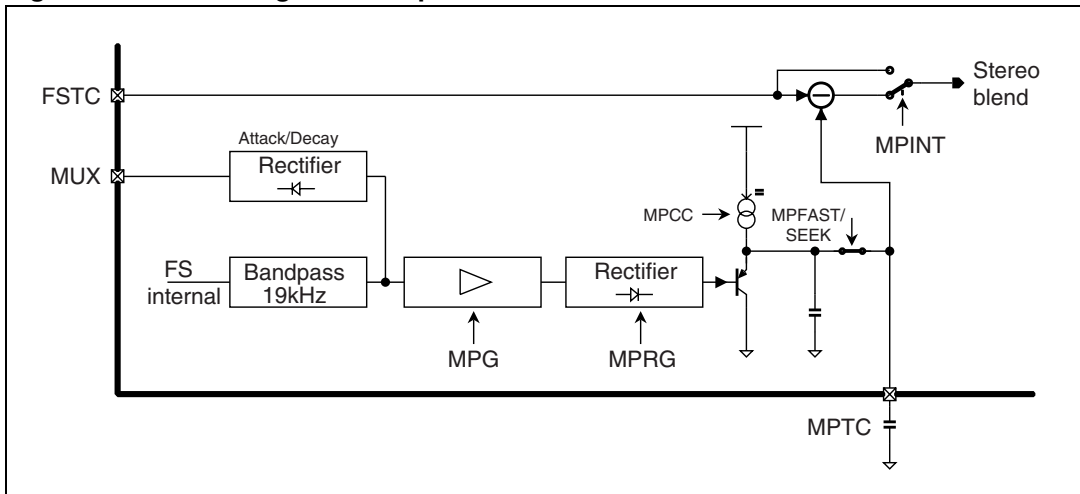 FSTC
Stereo
blend
MPINT
Attack/Decay
Rectifier
MUX
MPCC
MPFAST/
SEEK
FS
internal
Bandpass
19kHz
Rectifier
MPG
MPRG
MPTC